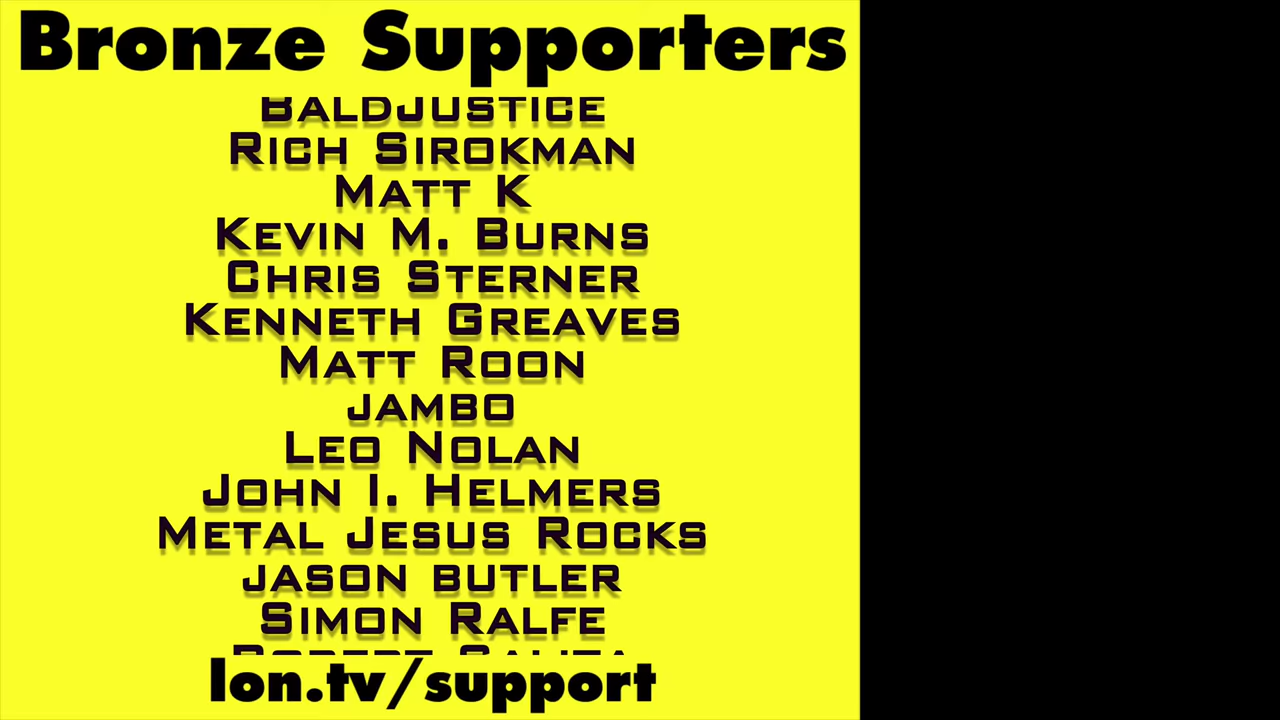 Bronze Supporters
BALDJUSTICE
RICH SIROKMAN
MATT K
KEVIN M. BURNS
CHRIS STERNER
KENNETH GREAVES
MATT ROON
JAMBO
LEO NOLAN
JOHN I. HELMERS
METAL JESUS ROCKS
JASON BUTLER
SIMON RALFE
ROBERT
lon.tv/support